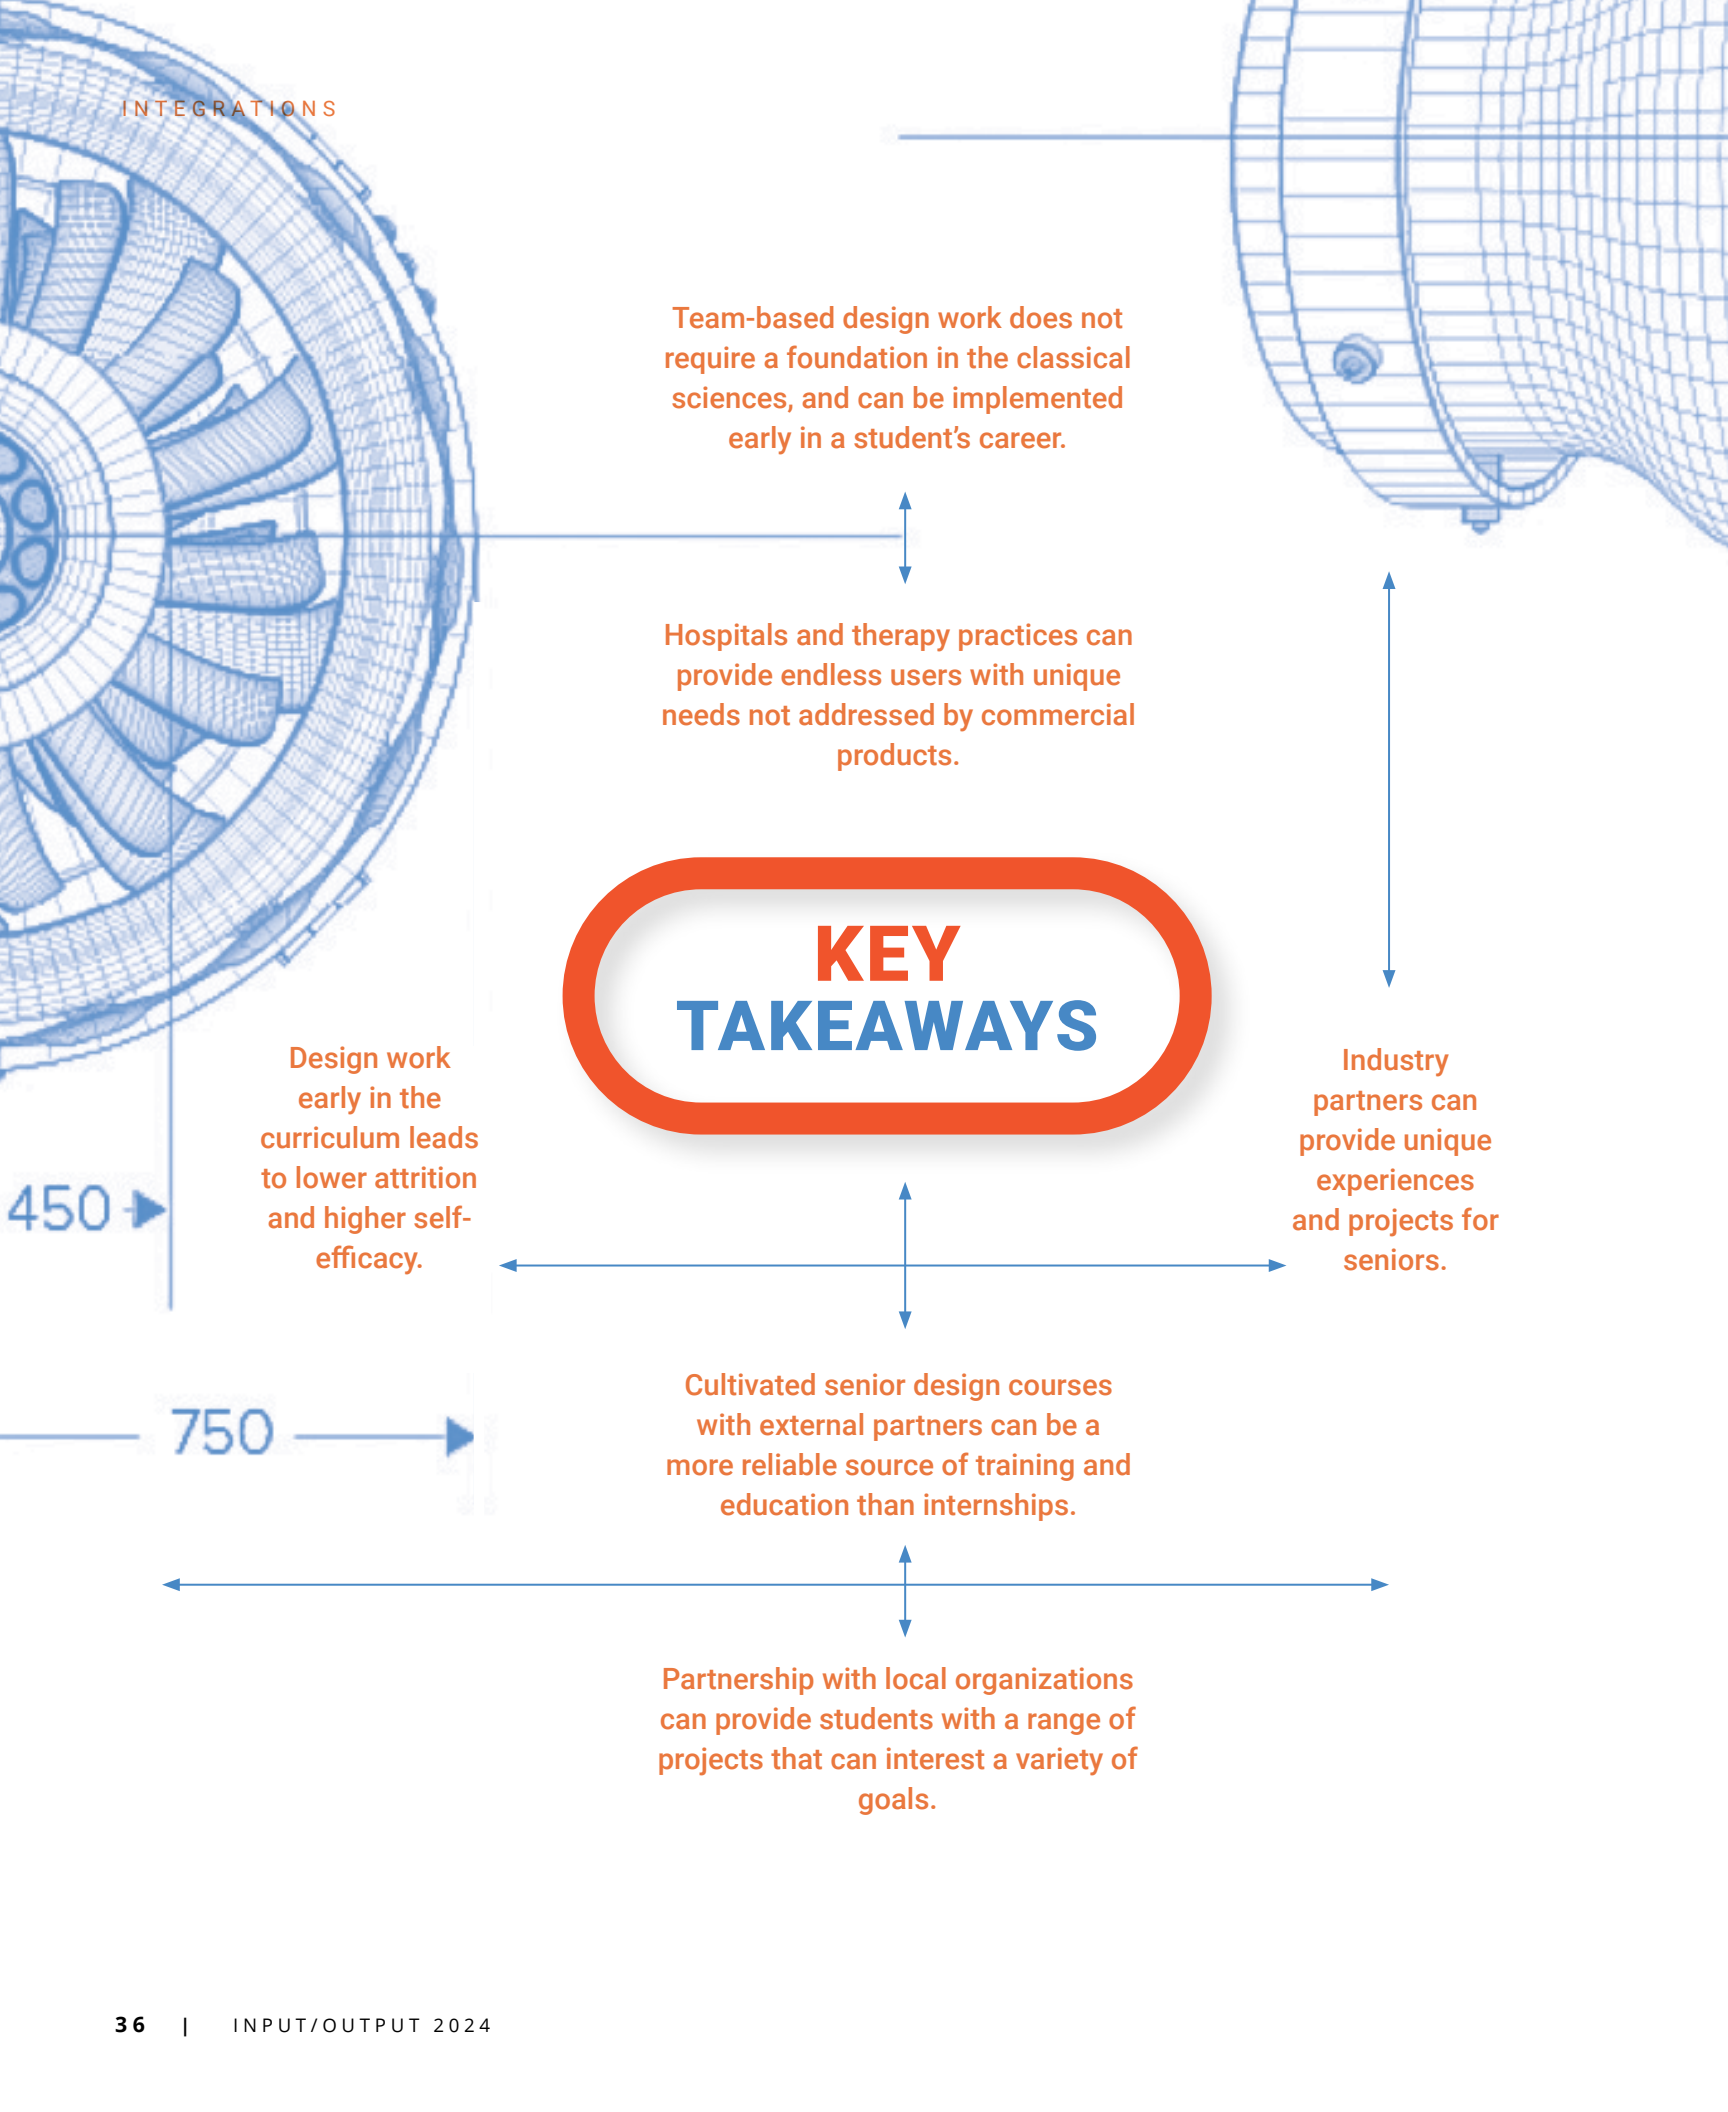 INTEGRATIONS
Team-based design work does not
require a foundation in the classical
sciences, and can be implemented
early in a student’s career.
Hospitals and therapy practices can
provide endless users with unique
needs not addressed by commercial
products.
KEY
TAKEAWAYS
Design work
early in the
curriculum leads
to lower attrition
and higher self-
efficacy.
Industry
partners can
provide unique
experiences
and projects for
seniors.
450
750
Cultivated senior design courses
with external partners can be a
more reliable source of training and
education than internships.
Partnership with local organizations
can provide students with a range of
projects that can interest a variety of
goals.
36 | INPUT/OUTPUT 2024